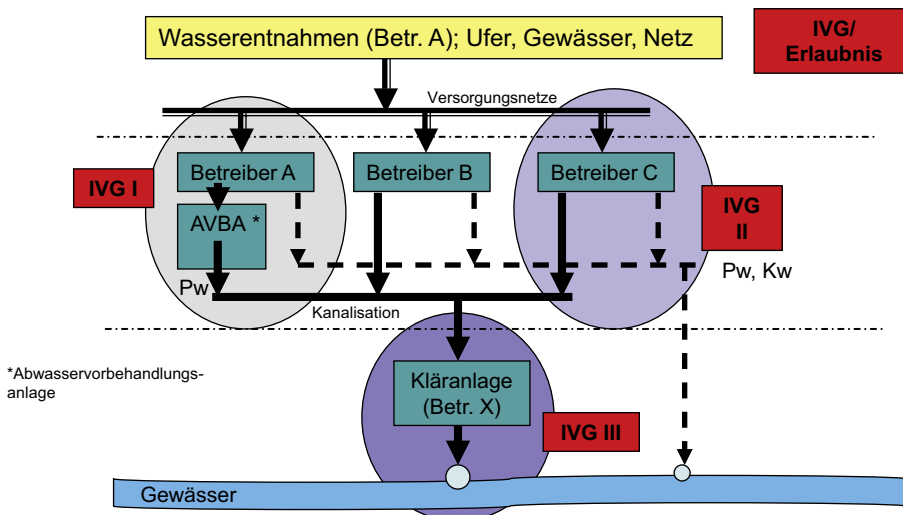 Wasserentnahmen (Betr. A); Ufer, Gewässer, Netz
IVG/
Erlaubnis
Versorgungsnetze
IVG I
Betreiber A
Betreiber B
Betreiber C
AVBA *
IVG
II
Pw
Pw, Kw
Kanalisation
*Abwasservorbehandlungs-
anlage
Kläranlage
(Betr. X)
IVG III
Gewässer